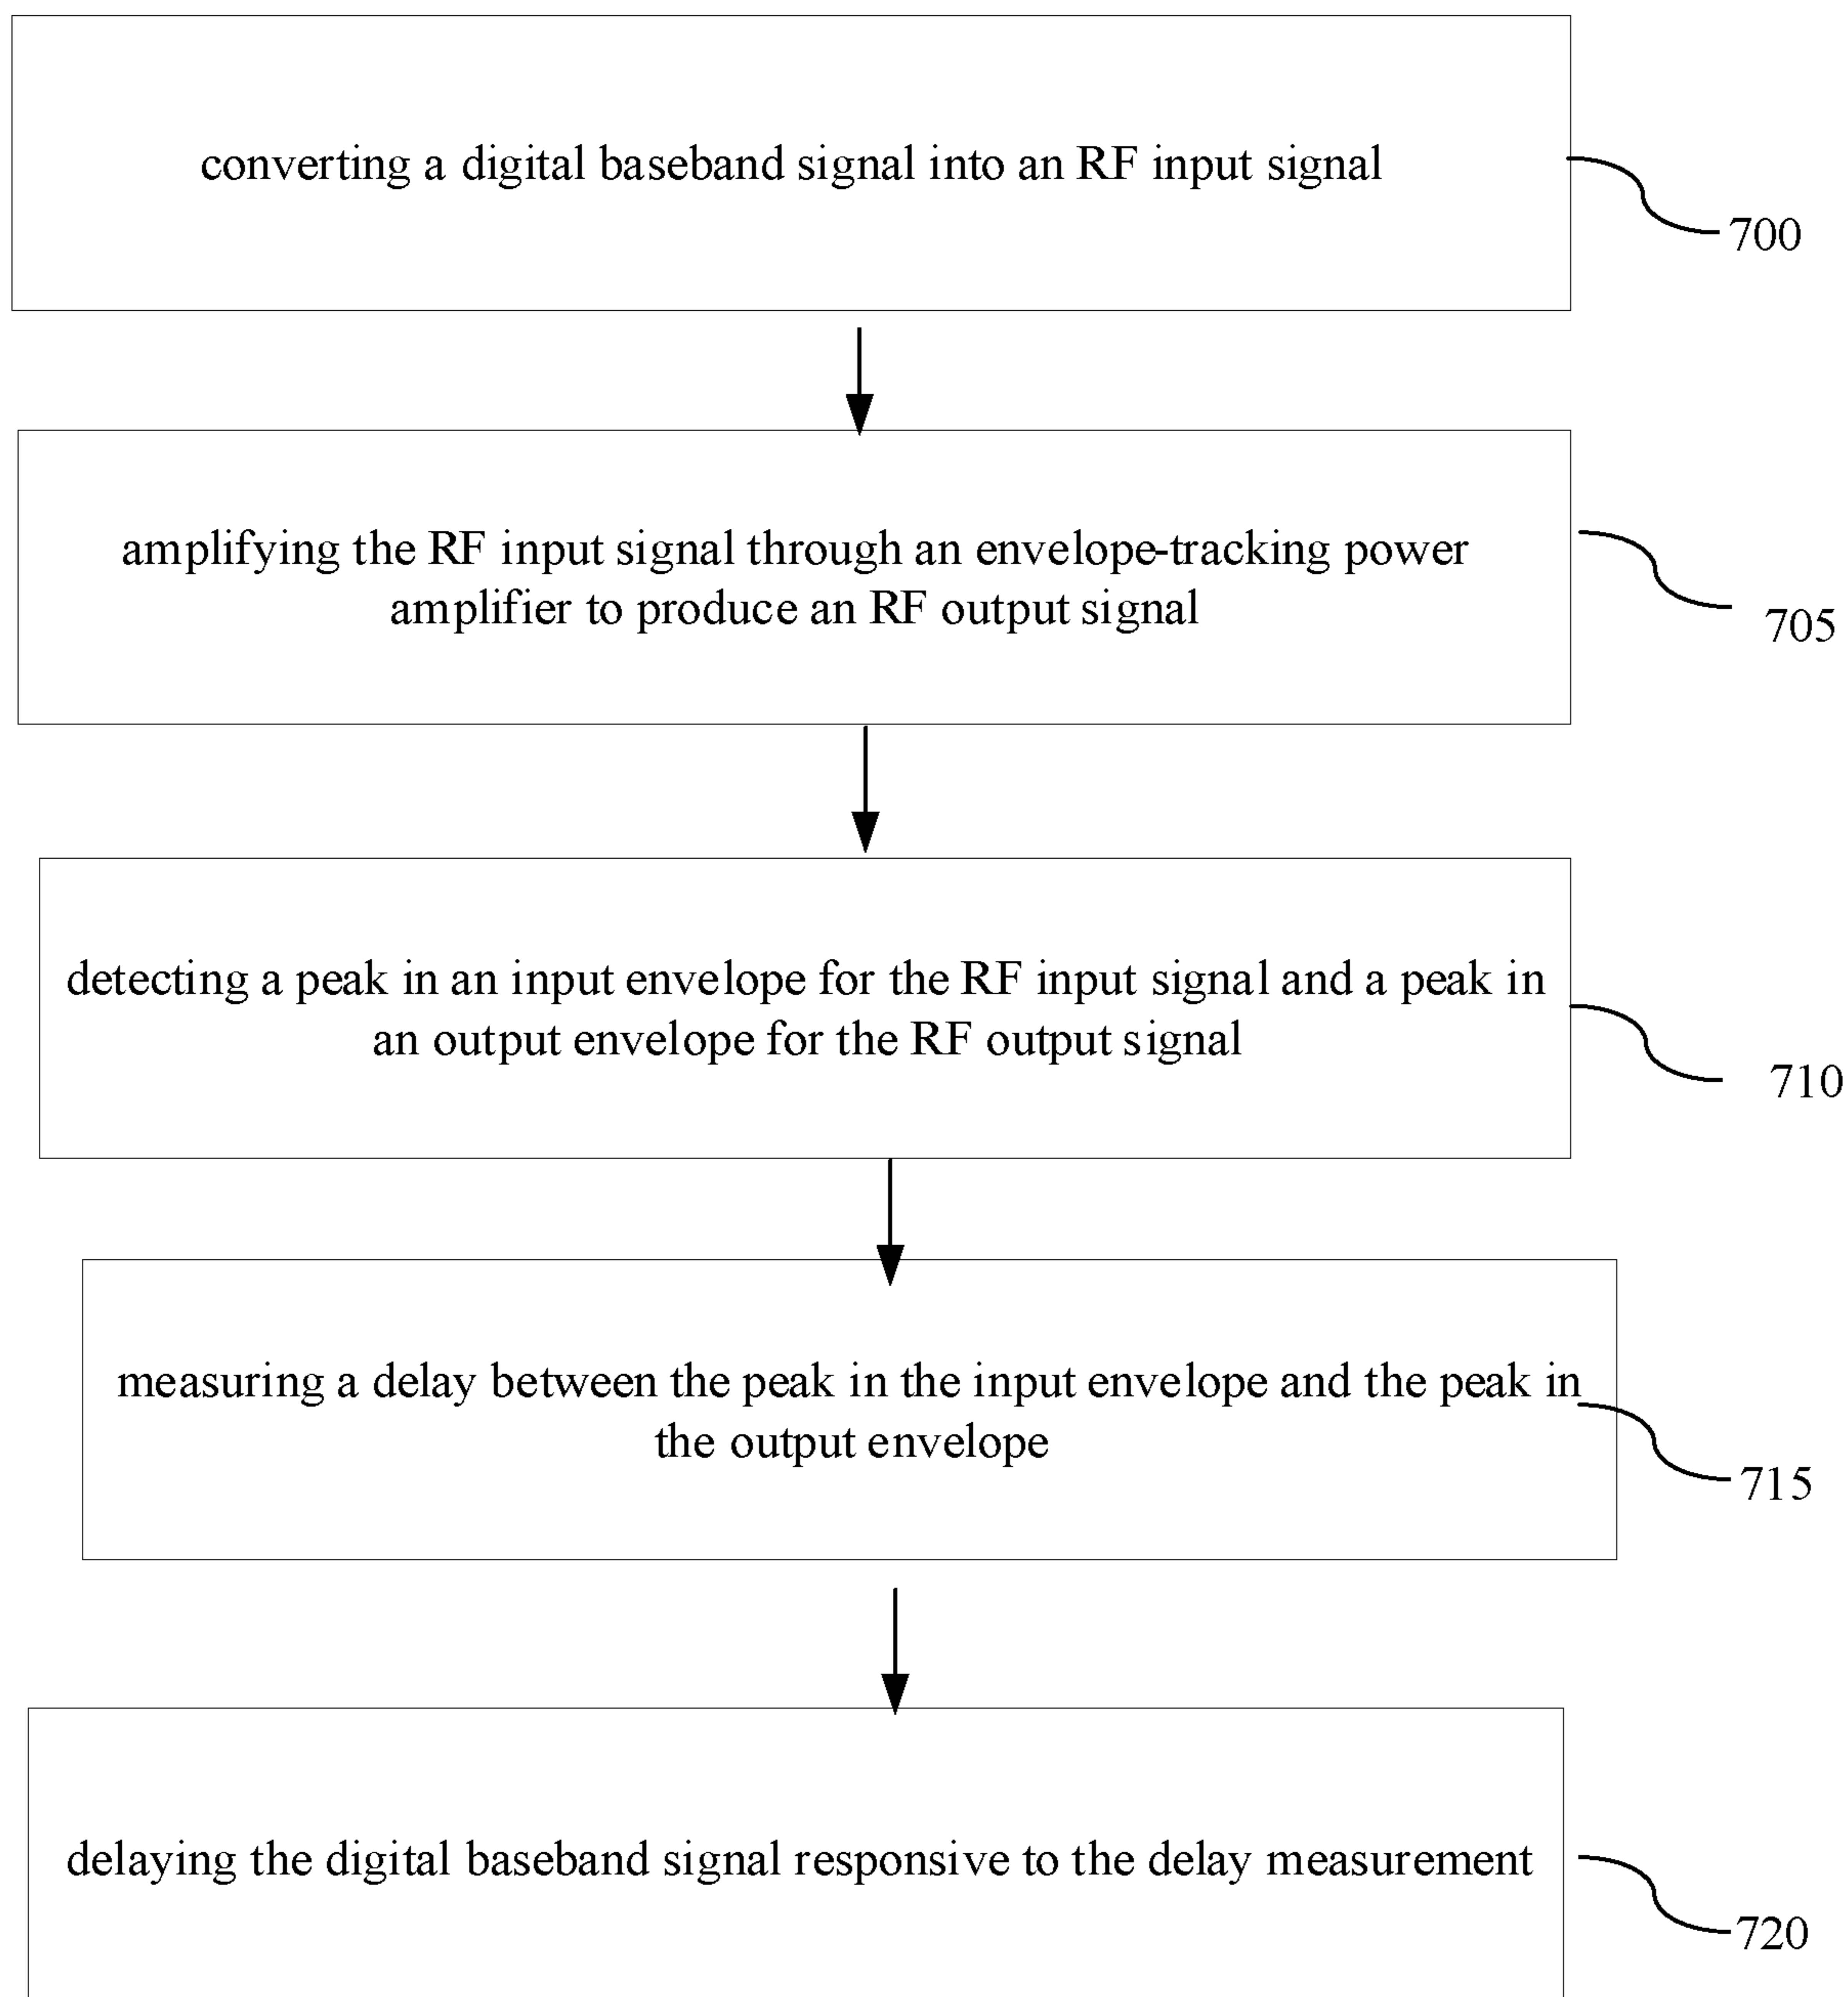 converting a digital baseband signal into an RF input signal
700
amplifying the RF input signal through an envelope-tracking power
amplifier to produce an RF output signal
705
detecting a peak in an input envelope for the RF input signal and a peak in
an output envelope for the RF output signal
710
measuring a delay between the peak in the input envelope and the peak in
the output envelope
715
delaying the digital baseband signal responsive to the delay measurement
720